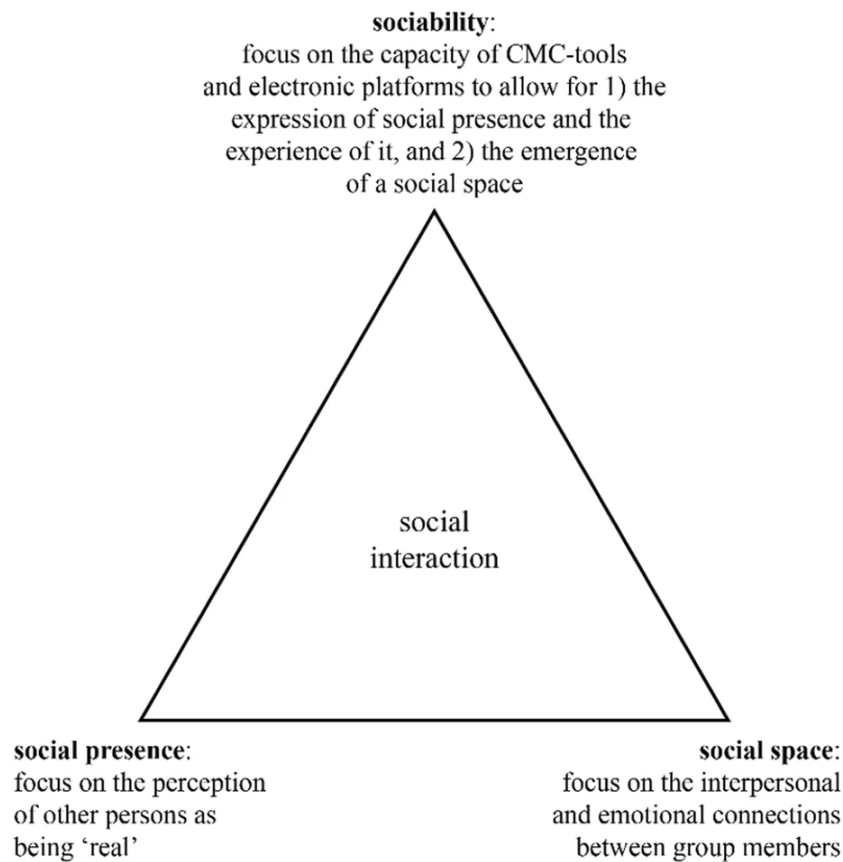 sociability:
focus on the capacity of CMC-tools
and electronic platforms to allow for 1) the
expression of social presence and the
experience of it, and 2) the emergence
of a social space
social
interaction
social presence:
focus on the perception
of other persons as
being ‘real’
social space:
focus on the interpersonal
and emotional connections
between group members